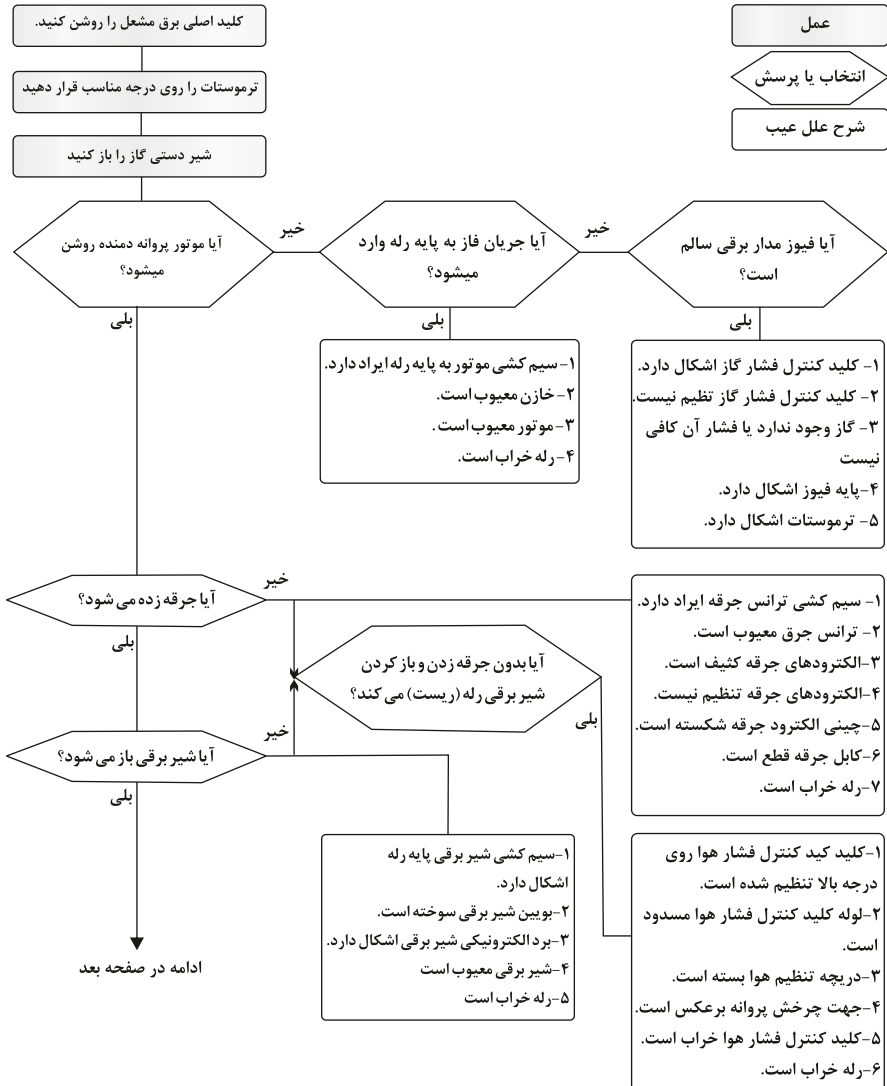 کلید اصلی برق مشعل را روشن کنید.
ترموستات را روی درجه مناسب قرار دهید
شیر دستی گاز را باز کنید
عمل
انتخاب یا پرسش
شرح علل عیب
آیا موتور پروانه دمنده روشن
میشود؟
خیر
آیا جریان فاز به پایه رله وارد
میشود؟
خیر
آیا فیوز مدار برقی سالم
است؟
بلی
بلی
بلی
۱- کلید کنترل فشار گاز اشکال دارد.
۲- کلید کنترل فشار گاز تظیم نیست.
۳- گاز وجود ندارد یا فشار آن کافی
نیست
۴-پایه فیوز اشکال دارد.
۵- ترموستات اشکال دارد.
۱-سیم کشی موتور به پایه رله ایراد دارد.
۲-خازن معیوب است.
۳-موتور معیوب است.
۴-رله خراب است.
آیا جرقه زده می شود؟
خیر
بلی
۱- سیم کشی ترانس جرقه ایراد دارد.
۲- ترانس جرق معیوب است.
۳-الکترودهای جرقه کثیف است.
۴-الکترودهای جرقه تنظیم نیست.
۵-چینی الکترود جرقه شکسته است.
۶-کابل جرقه قطع است.
۷-رله خراب است.
آیا بدون جرقه زدن و باز کردن
شیر برقی رله (ریست) می کند؟
بلی
خیر
آیا شیر برقی باز می شود؟
بلی
۱-سیم کشی شیر برقی پایه رله
اشکال دارد.
۲-بویین شیر برقی سوخته است.
۳-برد الکترونیکی شیر برقی اشکال دارد.
۴-شیر برقی معیوب است
۵-رله خراب است
۱-کلید کید کنترل فشار هوا روی
درجه بالا تنظیم شده است.
۲-لوله کلید کنترل فشار هوا مسدود
است.
۳-دریچه تنظیم هوا بسته است.
۴-جهت چرخش پروانه برعکس است.
۵-کلید کنترل فشار هوا خراب است.
۶-رله خراب است.
ادامه در صفحه بعد